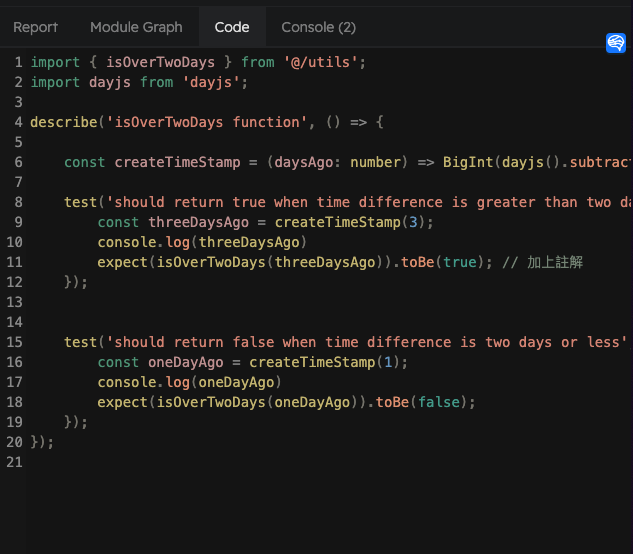 Report Module Graph Code Console (2)
1 import { isOverTwoDays } from '@/utils';
2 import dayjs from 'dayjs';
3
4 describe('isOverTwoDays function', () => {
5
6 const createTimeStamp = (daysAgo: number) => BigInt(dayjs().subtract
7
8 test('should return true when time difference is greater than two da
9 const threeDaysAgo = createTimeStamp(3);
10 console.log(threeDaysAgo)
11 expect(isOverTwoDays(threeDaysAgo)).toBe(true); // 加上註解
12 });
13
14
15 test('should return false when time difference is two days or less'
16 const oneDayAgo = createTimeStamp(1);
17 console.log(oneDayAgo)
18 expect(isOverTwoDays(oneDayAgo)).toBe(false);
19 });
20 });
21